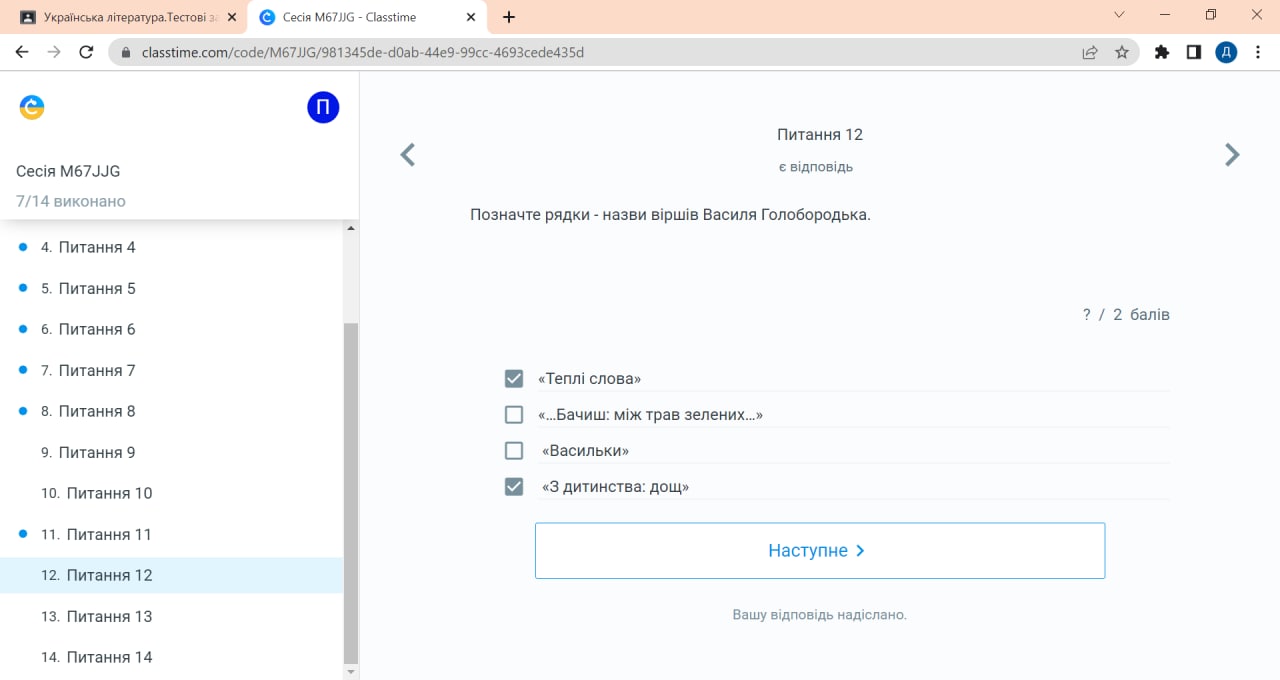 Українська література.Тестові за
Сесія M67JJG - Classtime
classtime.com/code/M67JJG/981345de-d0ab-44e9-99cc-4693cede435d
Д
П
Сесія M67JJG
7/14 виконано
4. Питання 4
5. Питання 5
6. Питання 6
7. Питання 7
8. Питання 8
9. Питання 9
10. Питання 10
11. Питання 11
12. Питання 12
13. Питання 13
14. Питання 14
Питання 12
є відповідь
Позначте рядки - назви віршів Василя Голобородька.
? / 2 балів
«Теплі слова»
«...Бачиш: між трав зелених...»
«Васильки»
«З дитинства: дощ»
Наступне
Вашу відповідь надіслано.